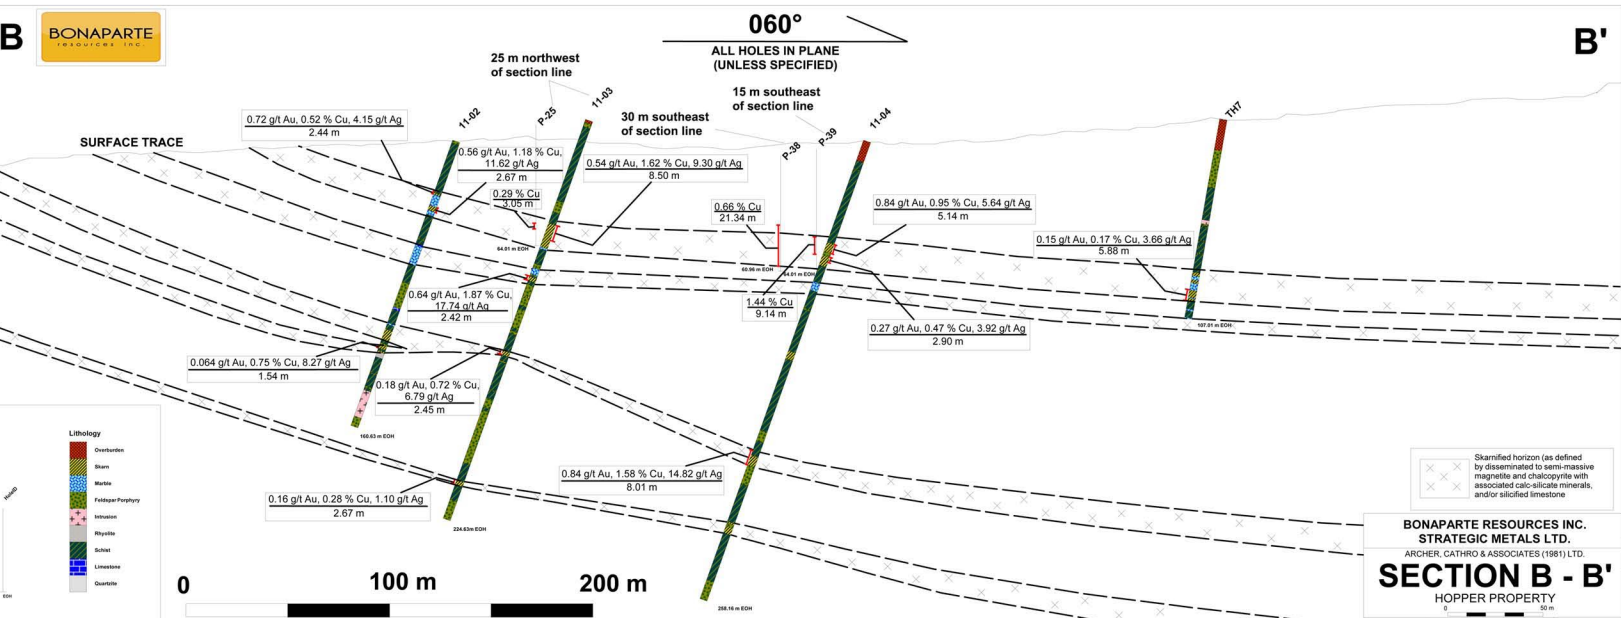 B
BONAPARTE
resources inc.
060°
ALL HOLES IN PLANE
(UNLESS SPECIFIED)
B'
25 m northwest
of section line
15 m southeast
of section line
30 m southeast
of section line
SURFACE TRACE
11-02
P-25
11-03
P-38
P-39
11-04
TH7
0.72 g/t Au, 0.52 % Cu, 4.15 g/t Ag
2.44 m
0.56 g/t Au, 1.18 % Cu,
11.62 g/t Ag
2.67 m
0.29 % Cu
3.05 m
0.54 g/t Au, 1.62 % Cu, 9.30 g/t Ag
8.50 m
0.66 % Cu
21.34 m
0.84 g/t Au, 0.95 % Cu, 5.64 g/t Ag
5.14 m
0.15 g/t Au, 0.17 % Cu, 3.66 g/t Ag
5.88 m
64.01 m EOH
60.96 m EOH
64.01 m EOH
0.64 g/t Au, 1.87 % Cu,
17.74 g/t Ag
2.42 m
1.44 % Cu
9.14 m
0.27 g/t Au, 0.47 % Cu, 3.92 g/t Ag
2.90 m
107.01 m EOH
0.064 g/t Au, 0.75 % Cu, 8.27 g/t Ag
1.54 m
0.18 g/t Au, 0.72 % Cu,
6.79 g/t Ag
2.45 m
160.63 m EOH
0.84 g/t Au, 1.58 % Cu, 14.82 g/t Ag
8.01 m
0.16 g/t Au, 0.28 % Cu, 1.10 g/t Ag
2.67 m
224.63m EOH
258.16 m EOH
Lithology
Overburden
Skarn
Marble
Feldspar Porphyry
Intrusion
Rhyolite
Schist
Limestone
Quartzite
HoleID
EOH
0 100 m 200 m
Skarnified horizon (as defined
by disseminated to semi-massive
magnetite and chalcopyrite with
associated calc-silicate minerals,
and/or silicified limestone
BONAPARTE RESOURCES INC.
STRATEGIC METALS LTD.
ARCHER, CATHRO & ASSOCIATES (1981) LTD.
SECTION B - B'
HOPPER PROPERTY
0 50 m